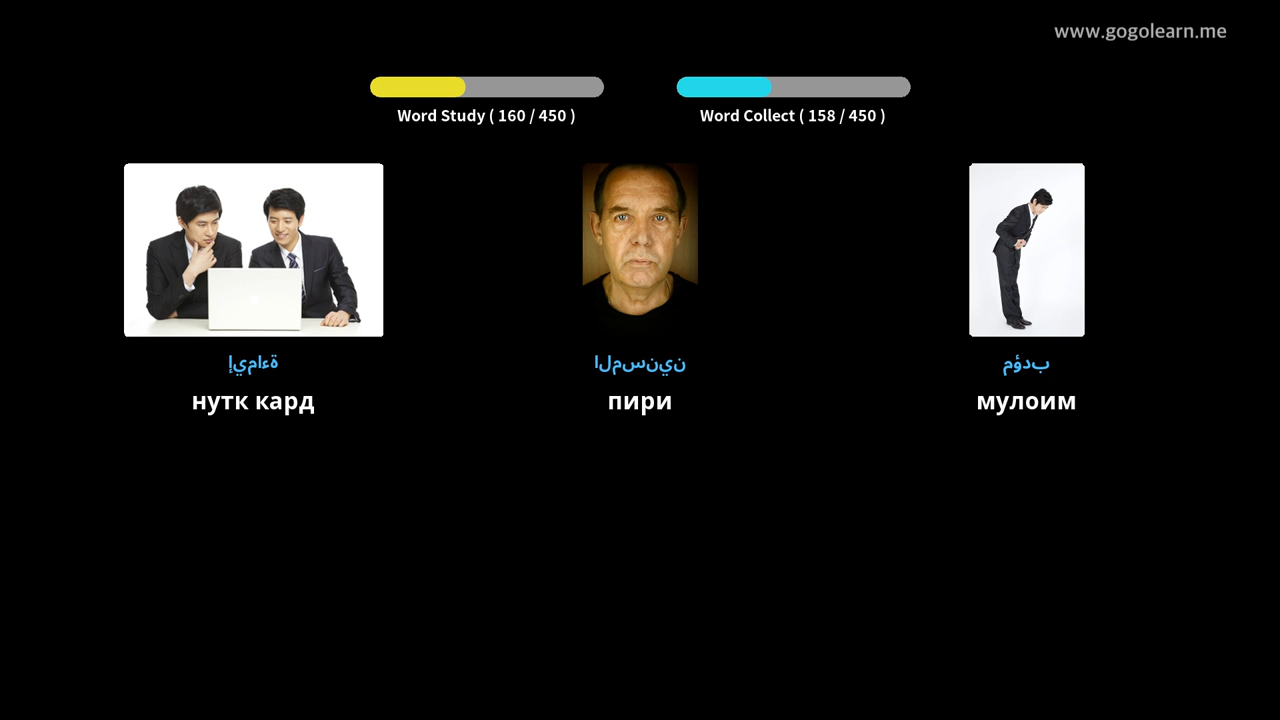 www.gogolearn.me
Word Study ( 160 / 450 )
Word Collect ( 158 / 450 )
إيماءة
المسنين
مؤدب
нутк кард
пири
мулоим